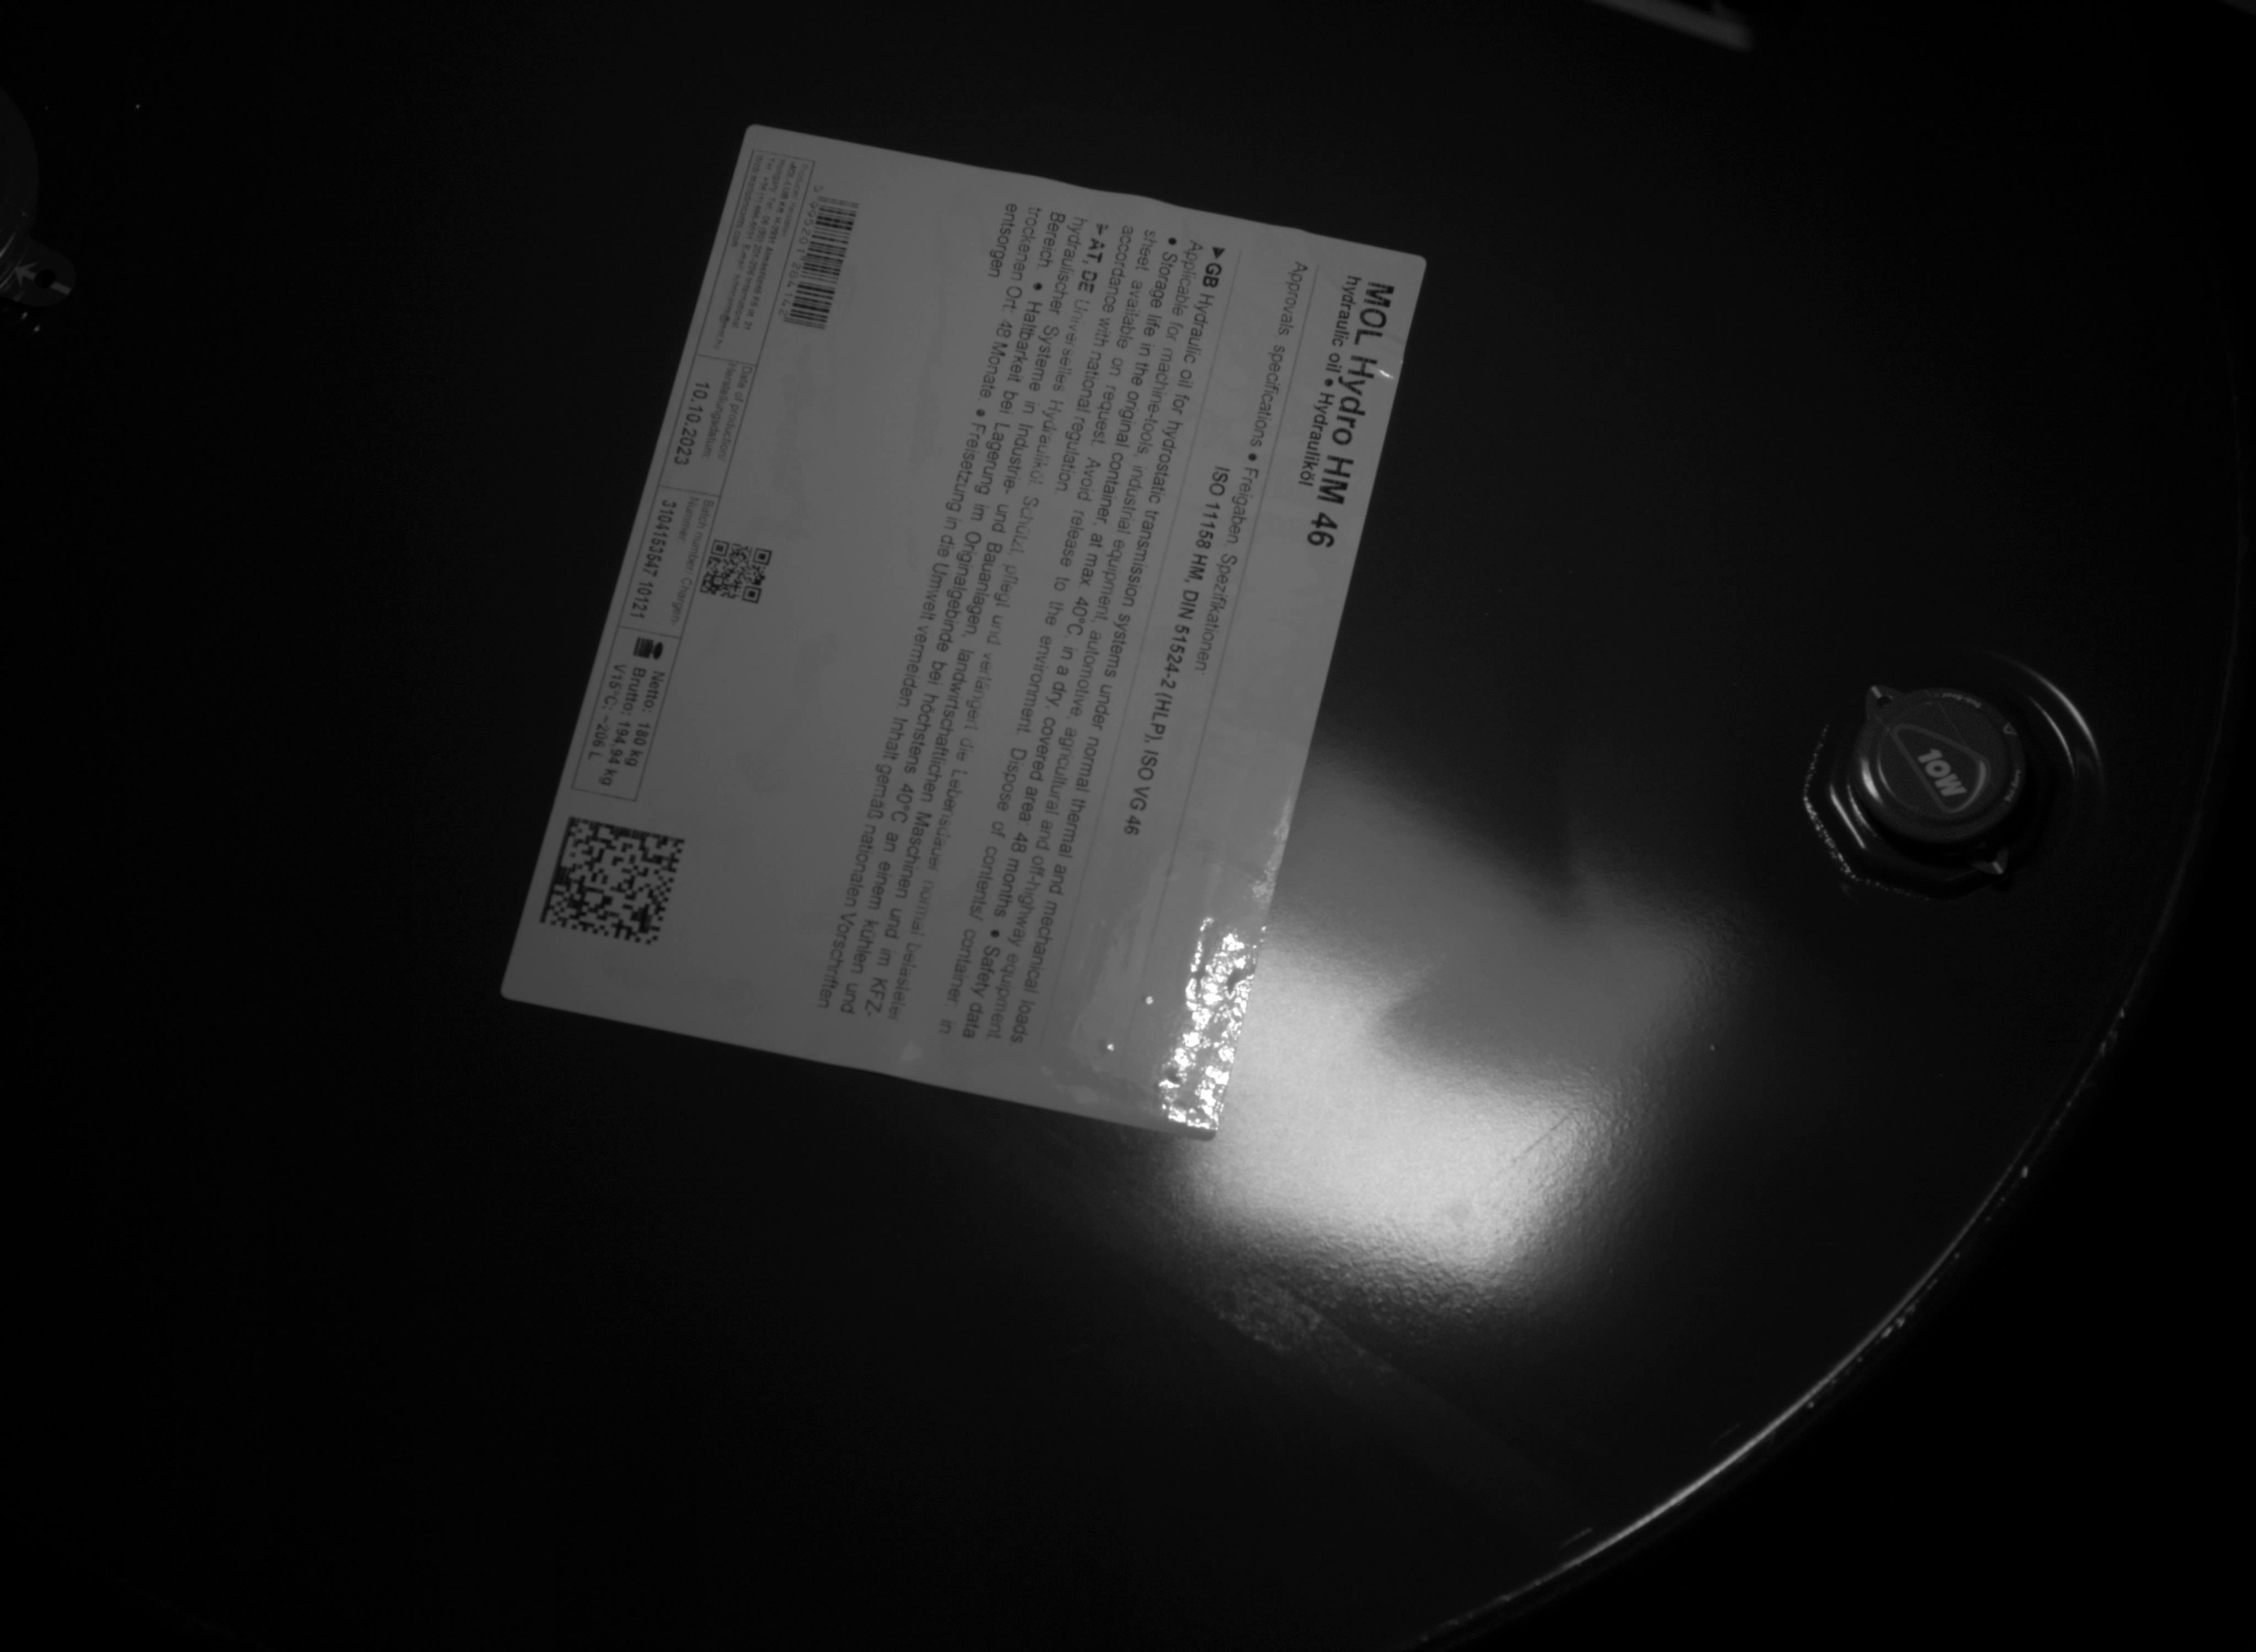 MOL Hydro HM 46
hydraulic oil • Hydrauliköl
Approvals, specifications • Freigaben, Spezifikationen:
ISO 11158 HM, DIN 51524-2 (HLP), ISO VG 46
►GB Hydraulic oil for hydrostatic transmission systems under normal thermal and mechanical loads
Applicable for machine-tools, industrial equipment, automotive, agricultural and off-highway equipment
• Storage life in the original container, at max 40°C, in a dry, covered area: 48 months • Safety data
sheet available on request. Avoid release to the environment. Dispose of contents/ container in
accordance with national regulation.
AT, DE Universelles Hydrauliköl. Schützt, pflegt und verlängert die Lebensdauer normal belasteter
hydraulischer Systeme in Industrie- und Bauanlagen, landwirtschaftlichen Maschinen und im KFZ-
Bereich. • Haltbarkeit bei Lagerung im Originalgebinde bei höchstens 40°C an einem kühlen und
trockenen Ort: 48 Monate. • Freisetzung in die Umwelt vermeiden. Inhalt gemäß nationalen Vorschriften
entsorgen
Date of production/
Herstellungsdatum:
10.10.2023
Batch number/ Chargen-
Nummer:
3104153547 10121
Netto: 180 kg
Brutto: 194,94 kg
V15°C: ~206 L
MOL